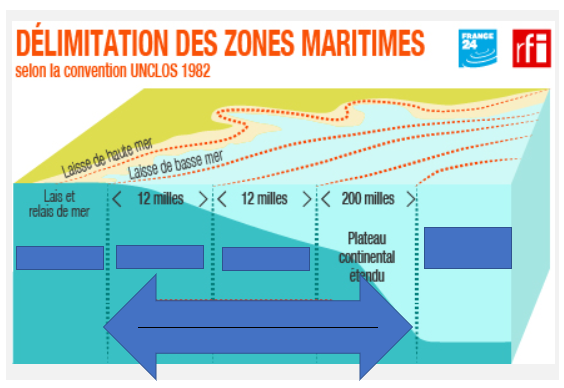 DÉLIMITATION DES ZONES MARITIMES
selon la convention UNCLOS 1982
FRANCE
24
rfi
Laisse de haute mer
Laisse de basse mer
Lais et
relais de mer
12 milles
12 milles
200 milles
Plateau
continental
étendu